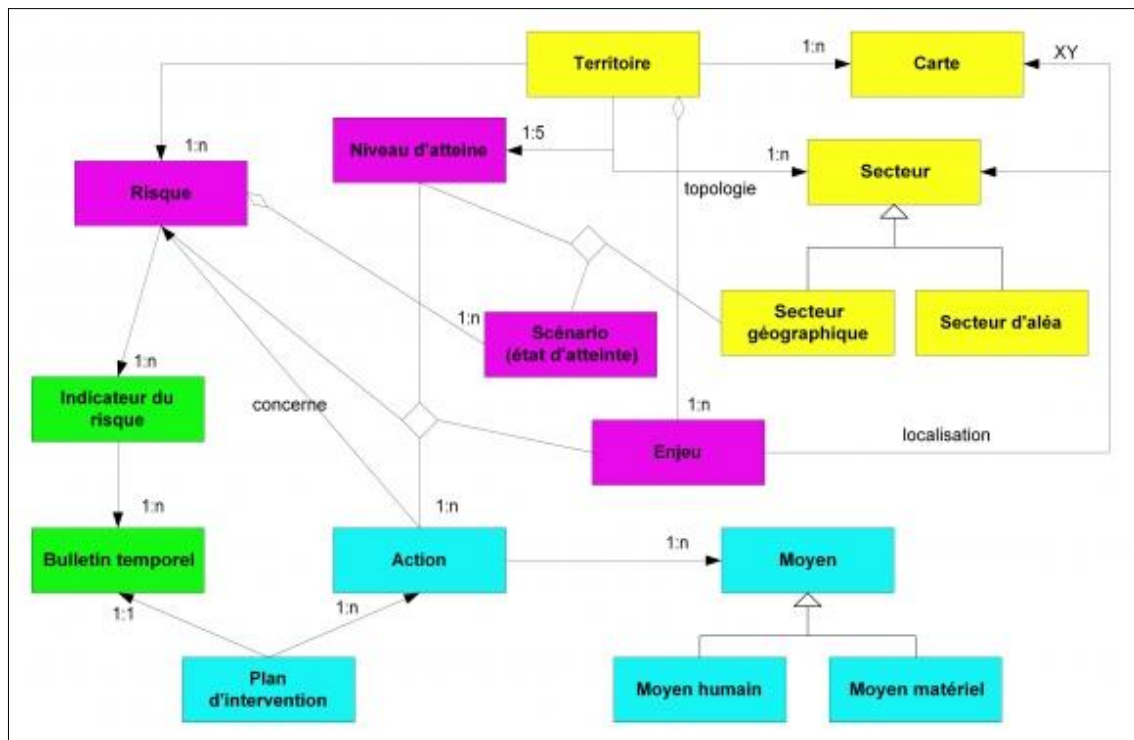 Territoire
1:n
Carte
XY
1:n
Niveau d'atteine
1:5
1:n
Secteur
Risque
topologie
Secteur
géographique
Secteur d'aléa
1:n
Scénario
(état d'atteinte)
1:n
Indicateur du
risque
concerne
1:n
Enjeu
localisation
1:n
1:n
1:n
Bulletin temporel
Action
Moyen
1:1
1:n
Plan
d'intervention
Moyen humain
Moyen matériel